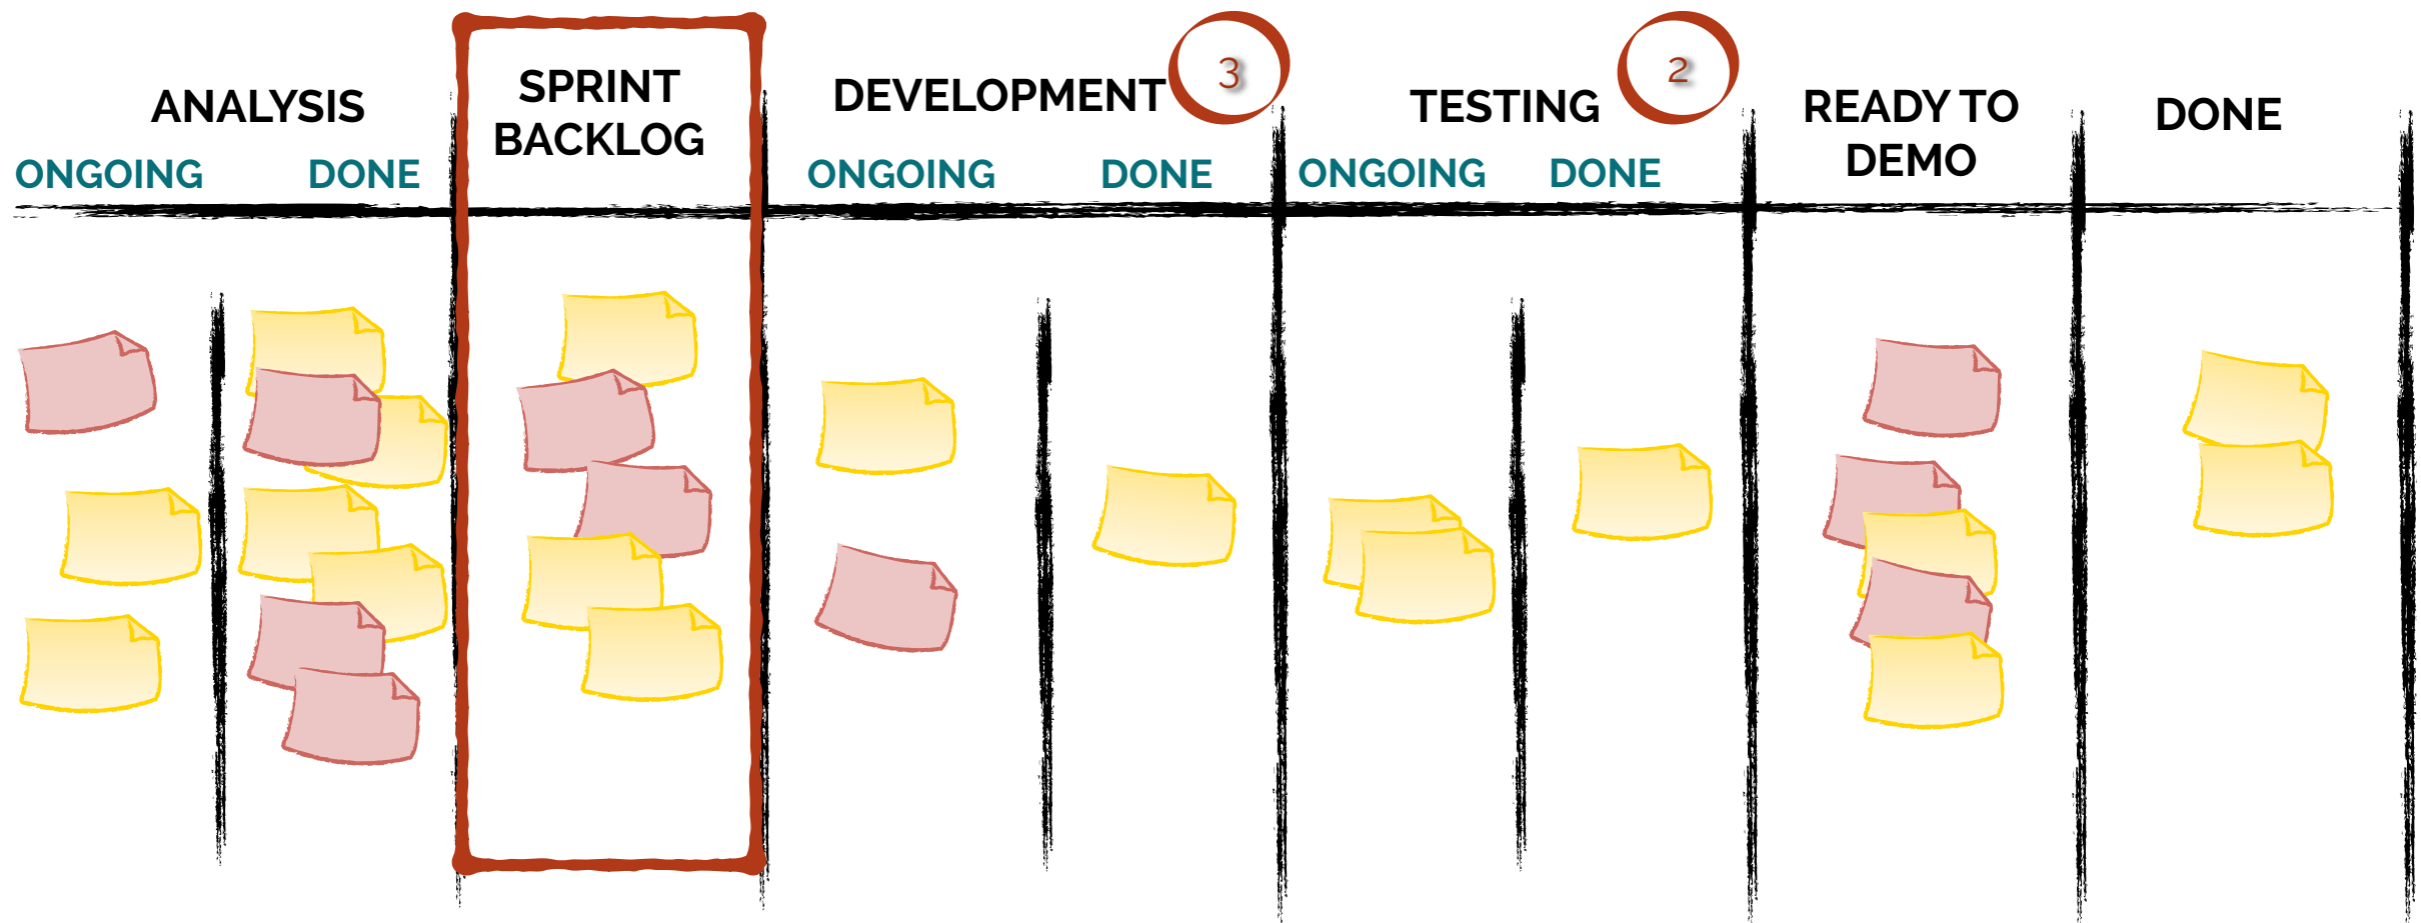 ANALYSIS
ONGOING DONE
SPRINT
BACKLOG
DEVELOPMENT 3
ONGOING DONE
TESTING 2
ONGOING DONE
READY TO
DEMO
DONE